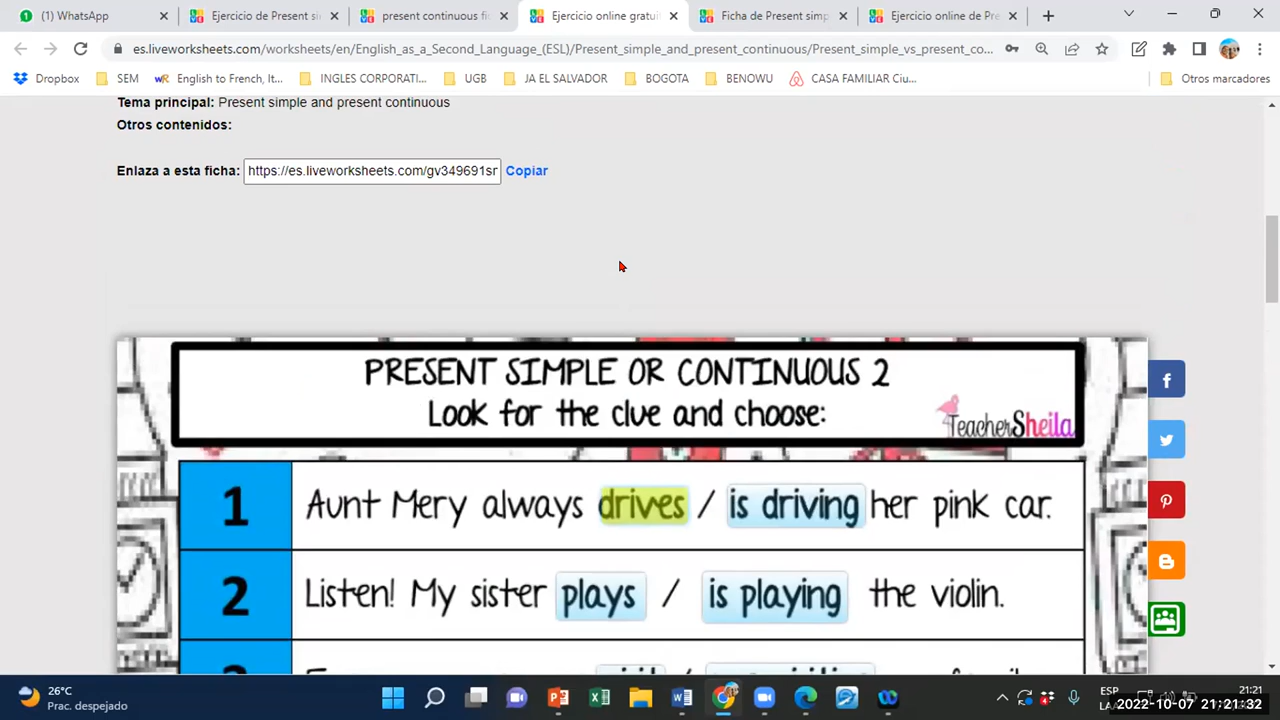 (1) WhatsApp
Ejercicio de Present si
present continuous fi
Ejercicio online gratui
Ficha de Present simp
Ejercicio online de Pre
es.liveworksheets.com/worksheets/en/English_as_a_Second_Language_(ESL)/Present_simple_and_present_continuous/Present_simple_vs_present_co...
Dropbox
SEM
English to French, It...
INGLES CORPORATI...
UGB
JA EL SALVADOR
BOGOTA
BENOWU
CASA FAMILIAR Ciu...
Otros marcadores
Tema principal: Present simple and present continuous
Otros contenidos:
Enlaza a esta ficha: https://es.liveworksheets.com/gv349691sr Copiar
PRESENT SIMPLE OR CONTINUOUS 2
Look for the clue and choose:
TeacherSheila
1 Aunt Mery always drives / is driving her pink car.
2 Listen! My sister plays / is playing the violin.
26°C
Prac. despejado
ESP
21:21
2022-10-07 21:21:32